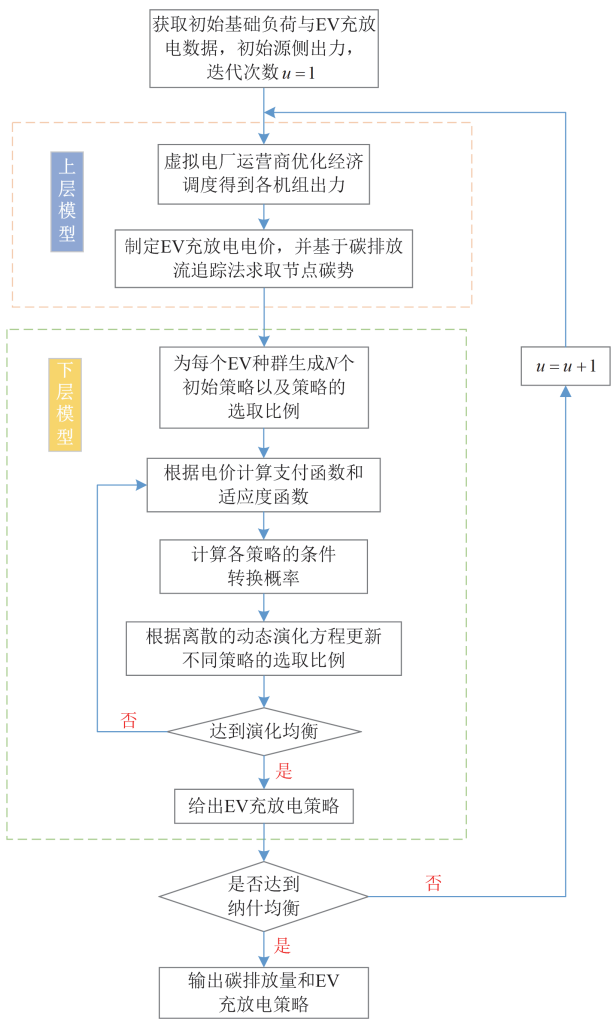 获取初始基础负荷与EV充放
电数据，初始源侧出力，
迭代次数 u = 1
上层模型
虚拟电厂运营商优化经济
调度得到各机组出力
制定EV充放电电价，并基于碳排放
流追踪法求取节点碳势
下层模型
为每个EV种群生成N个
初始策略以及策略的
选取比例
u = u + 1
根据电价计算支付函数和
适应度函数
计算各策略的条件
转换概率
根据离散的动态演化方程更新
不同策略的选取比例
否
达到演化均衡
是
给出EV充放电策略
是否达到
纳什均衡
否
是
输出碳排放量和EV
充放电策略